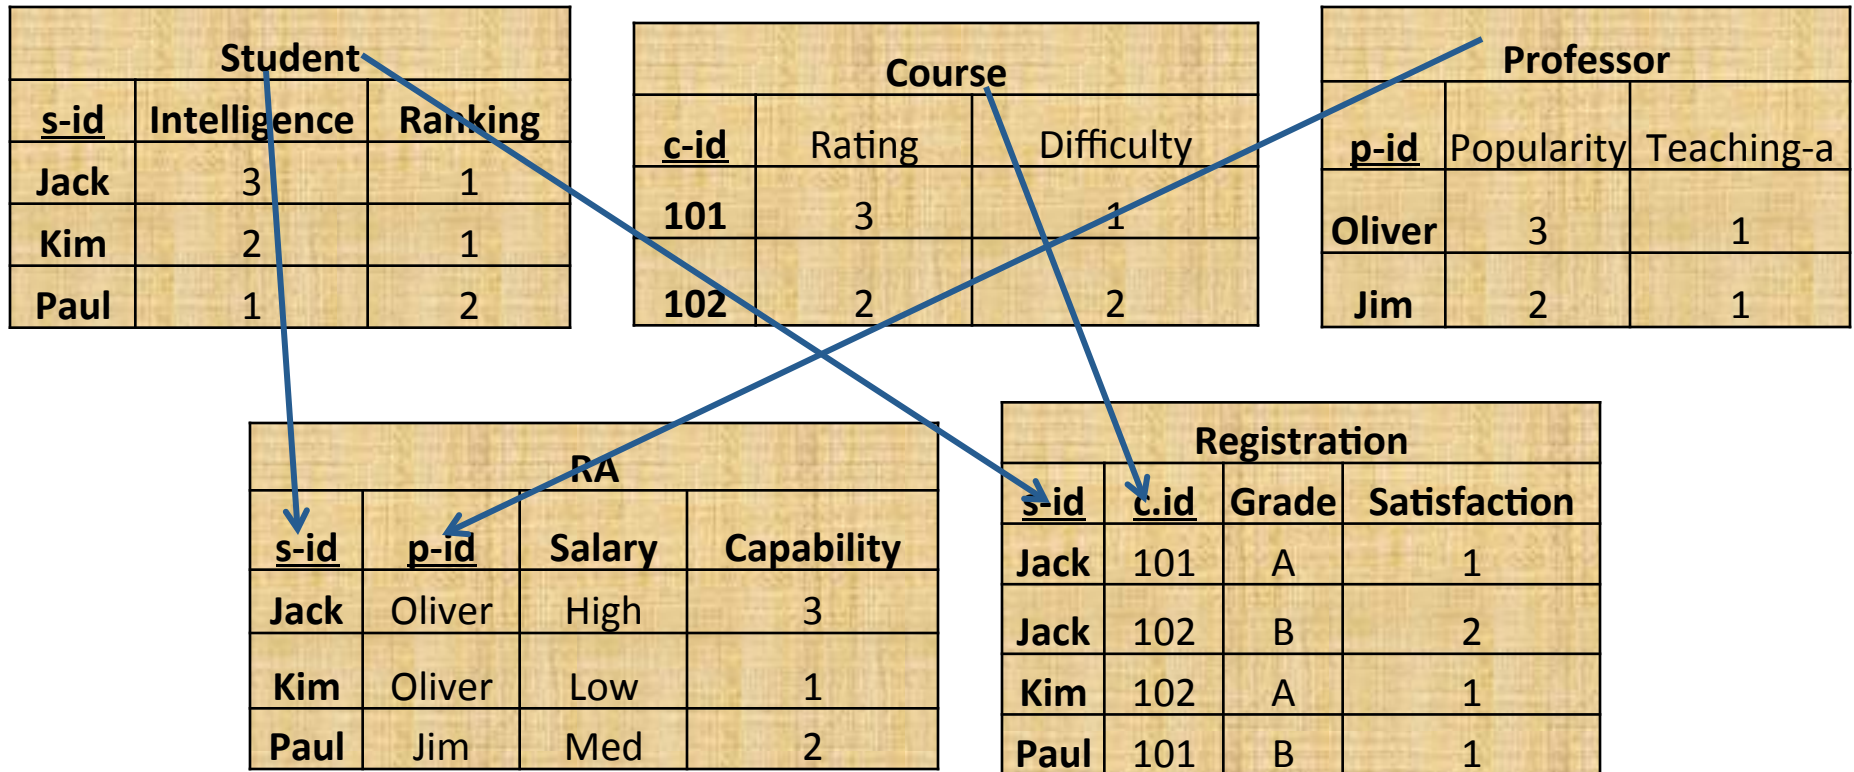 Student
s-id Intelligence Ranking
Jack 3 1
Kim 2 1
Paul 1 2
Course
c-id Rating Difficulty
101 3 1
102 2 2
Professor
p-id Popularity Teaching-a
Oliver 3 1
Jim 2 1
RA
s-id p-id Salary Capability
Jack Oliver High 3
Kim Oliver Low 1
Paul Jim Med 2
Registration
s-id c.id Grade Satisfaction
Jack 101 A 1
Jack 102 B 2
Kim 102 A 1
Paul 101 B 1